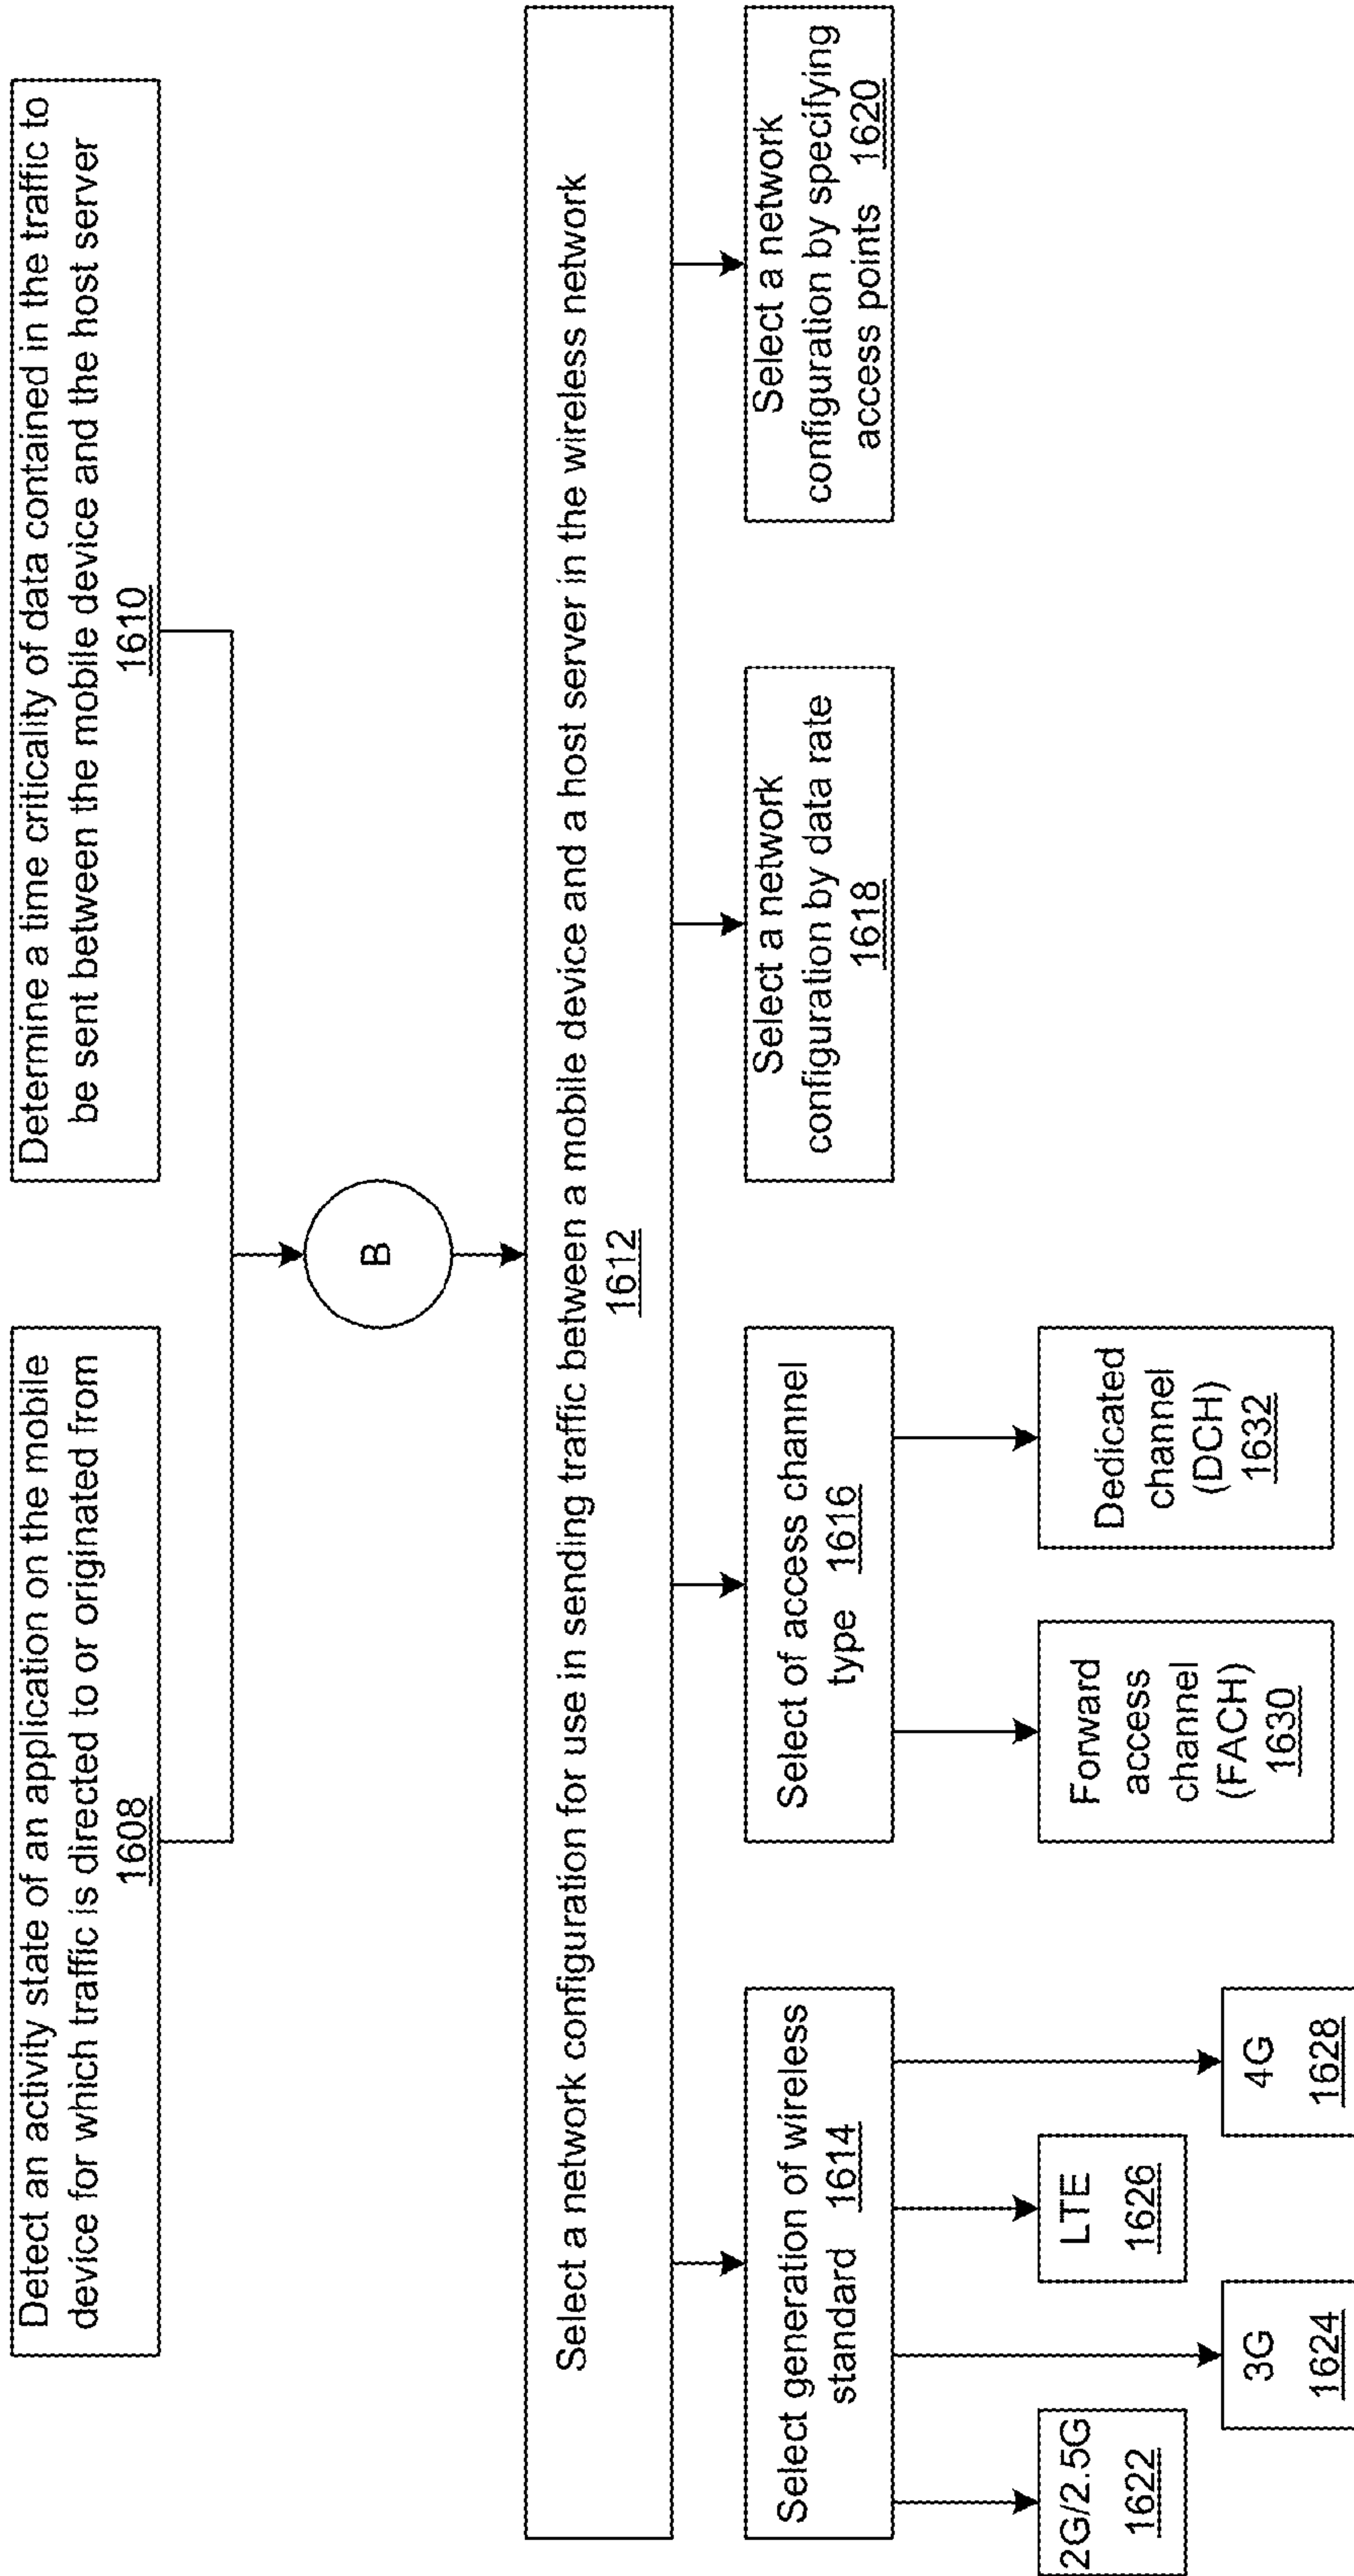 Detect an activity state of an application on the mobile
device for which traffic is directed to or originated from
1608
Determine a time criticality of data contained in the traffic to
be sent between the mobile device and the host server
1610
B
Select a network configuration for use in sending traffic between a mobile device and a host server in the wireless network
1612
Select generation of wireless
standard 1614
Select of access channel
type 1616
Select a network
configuration by data rate
1618
Select a network
configuration by specifying
access points 1620
2G/2.5G
1622
3G
1624
LTE
1626
4G
1628
Forward
access
channel
(FACH)
1630
Dedicated
channel
(DCH)
1632